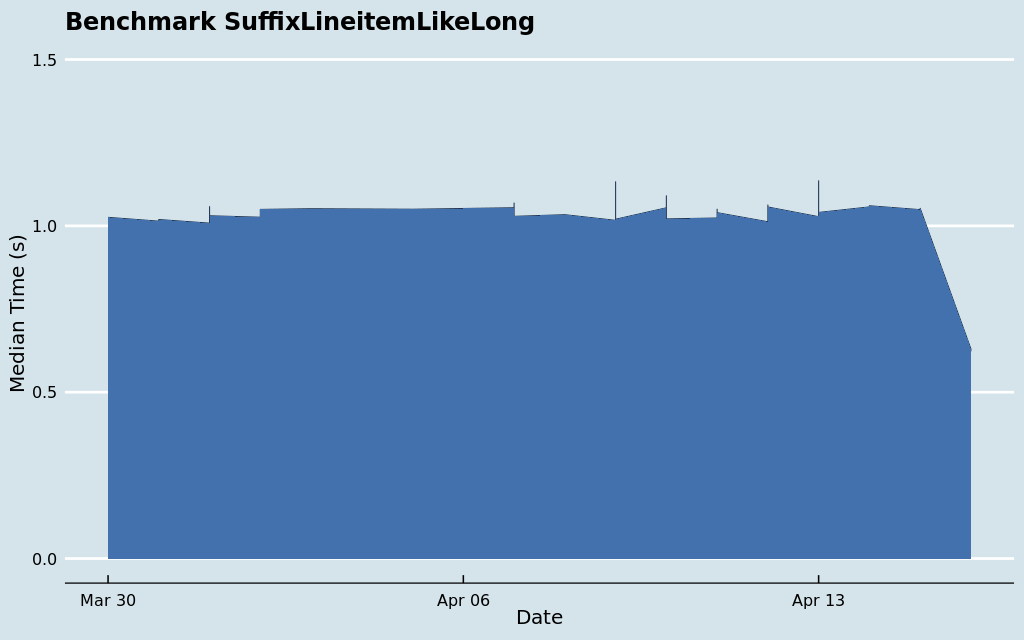 Benchmark SuffixLineitemLikeLong
1.5
1.0
0.5
0.0
Median Time (s)
Mar 30
Apr 06
Apr 13
Date